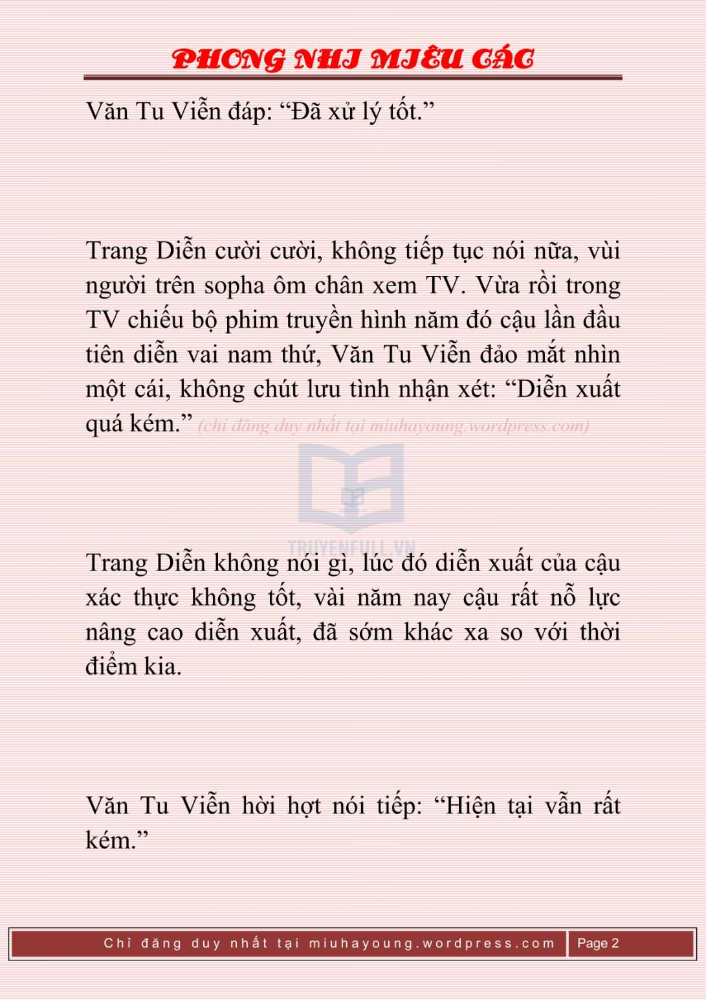 PHONG NHI MIÊU CÁC
Văn Tu Viễn đáp: “Đã xử lý tốt.”
Trang Diễn cười cười, không tiếp tục nói nữa, vùi
người trên sopha ôm chân xem TV. Vừa rồi trong
TV chiếu bộ phim truyền hình năm đó cậu lần đầu
tiên diễn vai nam thứ, Văn Tu Viễn đảo mắt nhìn
một cái, không chút lưu tình nhận xét: “Diễn xuất
quá kém.” (chỉ đăng duy nhất tại miuhayoung.wordpress.com)
TRUYENFULL.VN
Trang Diễn không nói gì, lúc đó diễn xuất của cậu
xác thực không tốt, vài năm nay cậu rất nỗ lực
nâng cao diễn xuất, đã sớm khác xa so với thời
điểm kia.
Văn Tu Viễn hời hợt nói tiếp: “Hiện tại vẫn rất
kém.”
Chỉ đăng duy nhất tại miuhayoung.wordpress.com Page 2